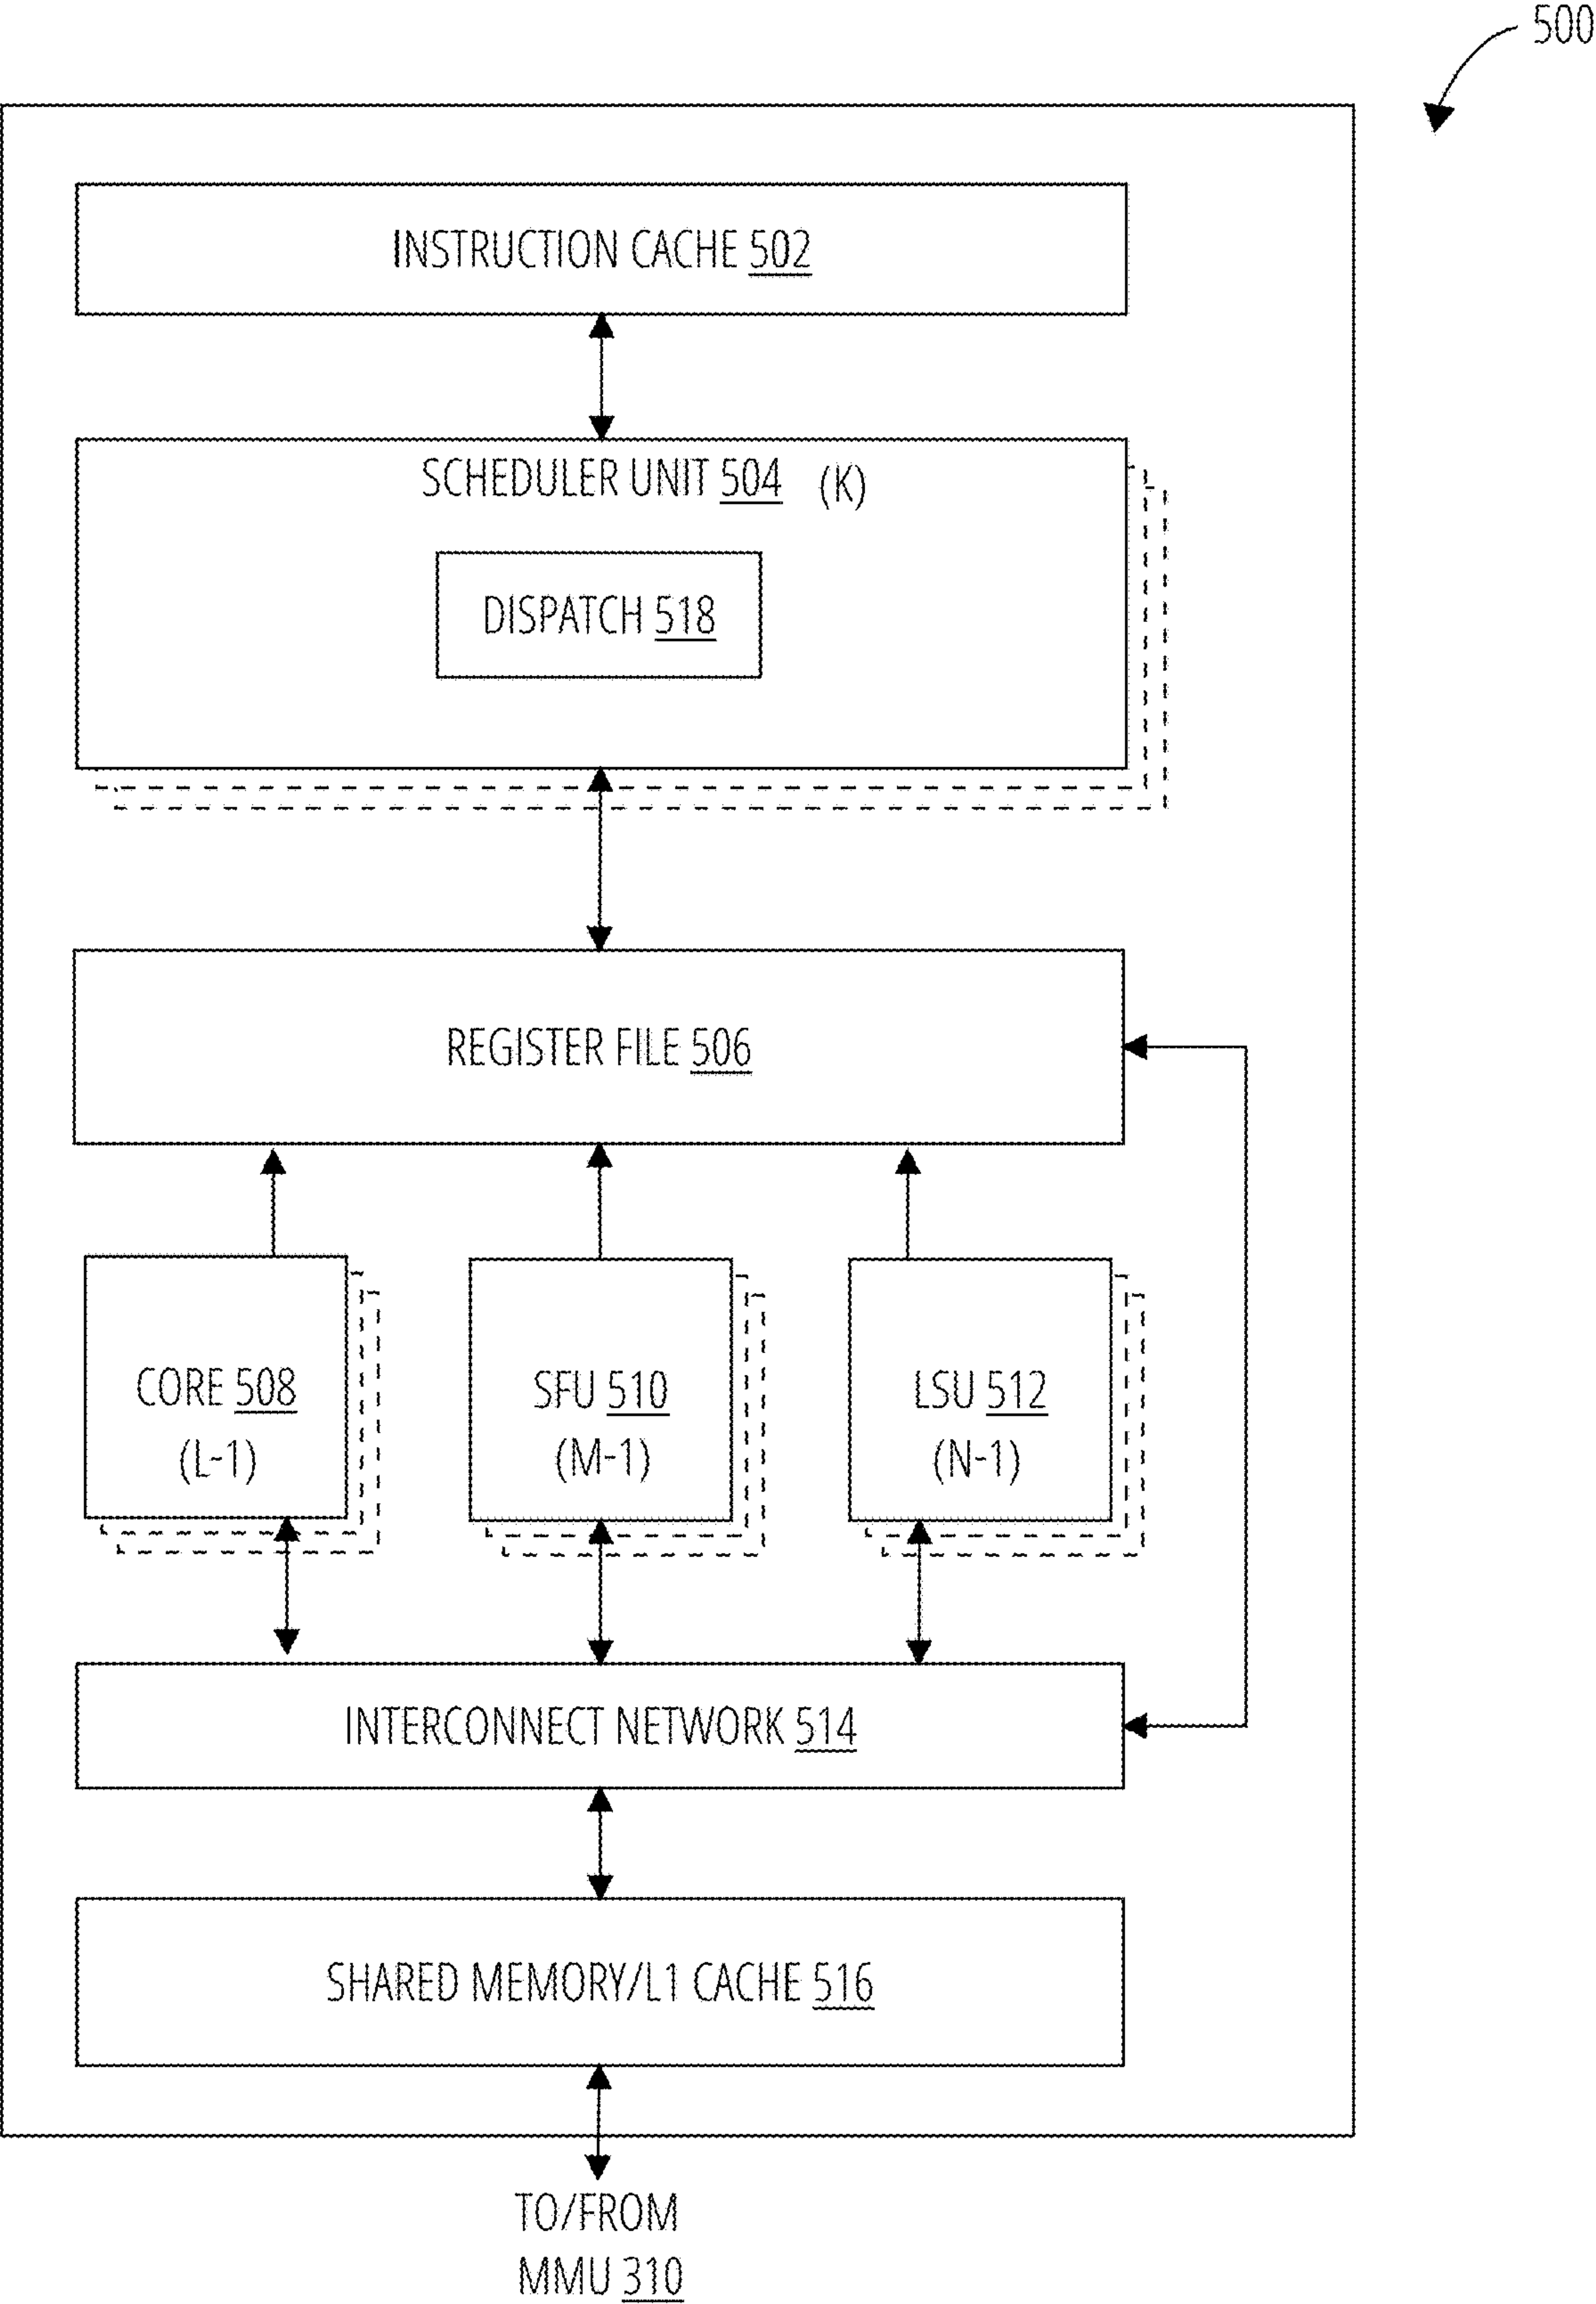 500
INSTRUCTION CACHE 502
SCHEDULER UNIT 504 (K)
DISPATCH 518
REGISTER FILE 506
CORE 508
(L-1)
SFU 510
(M-1)
LSU 512
(N-1)
INTERCONNECT NETWORK 514
SHARED MEMORY/L1 CACHE 516
TO/FROM
MMU 310